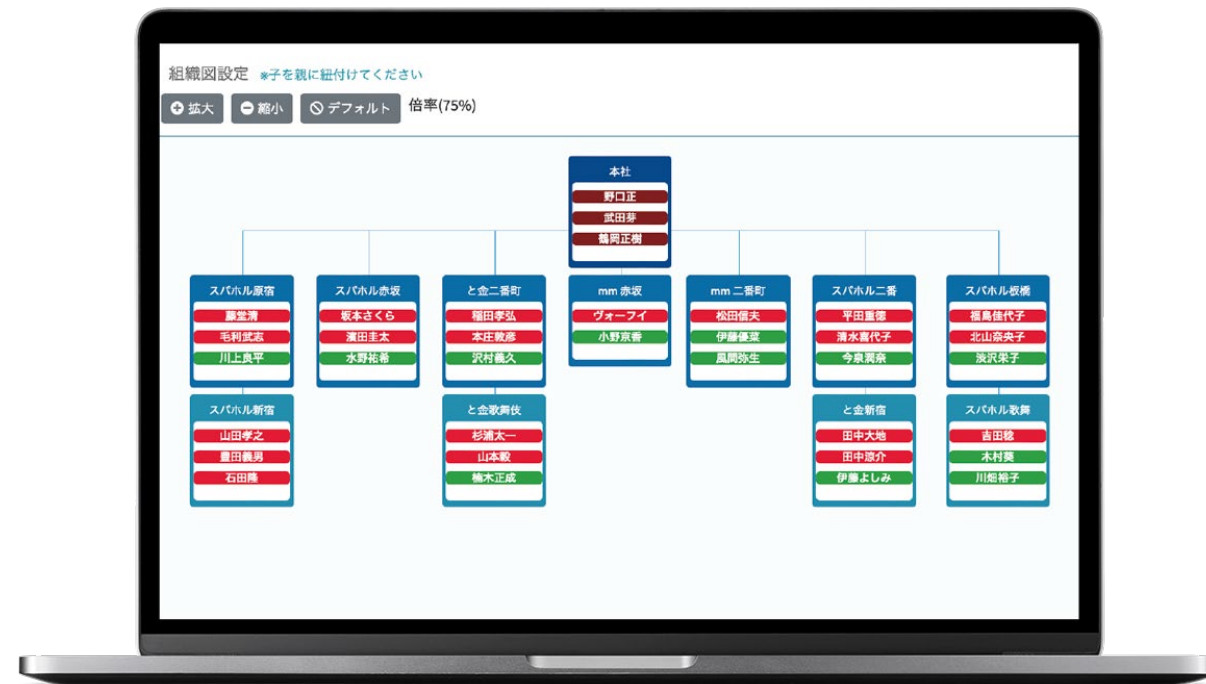 組織図設定 ※子を親に紐付けてください
拡大 縮小 デフォルト 倍率(75%)
本社
野口正
武田芽
鶴岡正樹
スパホル原宿
藤堂清
毛利武志
川上良平
スパホル赤坂
坂本さくら
濱田圭太
水野祐希
と金二番町
稲田孝弘
本庄敦彦
沢村義久
mm 赤坂
ヴォーフイ
小野京香
mm 二番町
松田信夫
伊藤優菜
風間弥生
スパホル二番
平田重徳
清水喜代子
今泉潤奈
スパホル板橋
福島佳代子
北山奈央子
渋沢栄子
スパホル新宿
山田孝之
豊田義男
石田隆
と金歌舞伎
杉浦太一
山本毅
楠木正成
と金新宿
田中大地
田中諒介
伊藤よしみ
スパホル歌舞
吉田稔
木村葵
川畑裕子